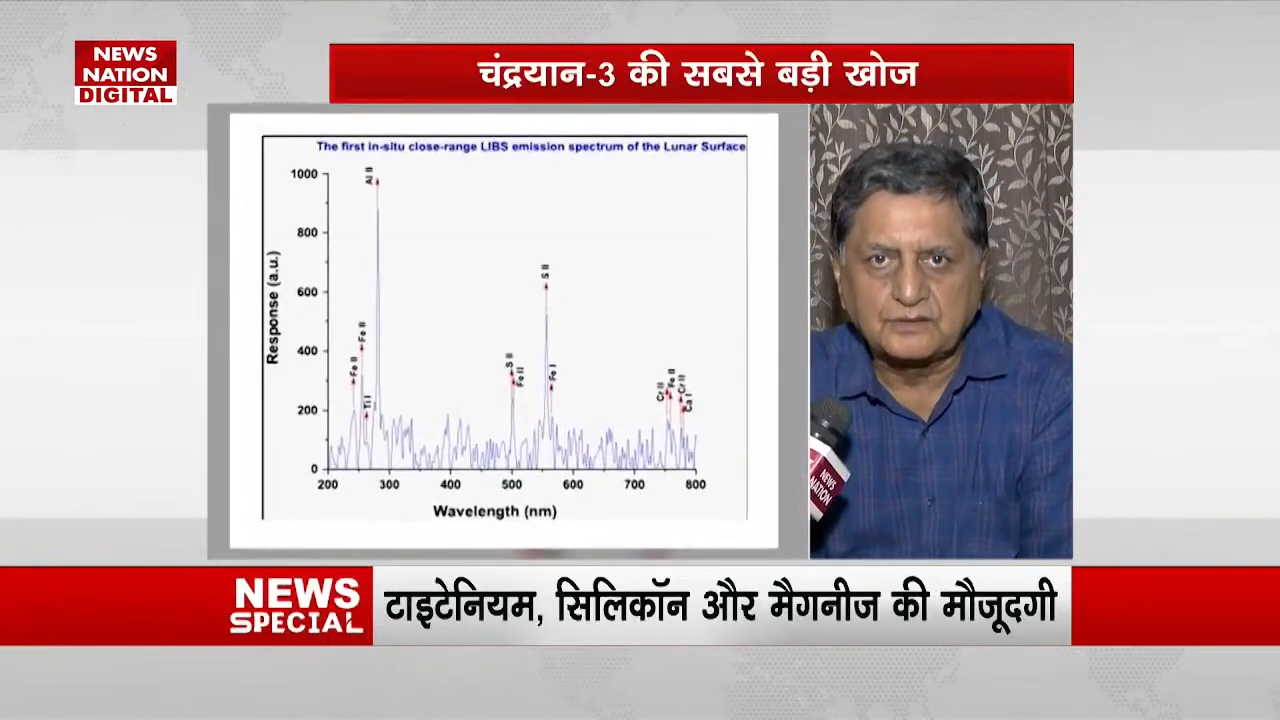 NEWS
NATION
DIGITAL
चंद्रयान-3 की सबसे बड़ी खोज
The first in-situ close-range LIBS emission spectrum of the Lunar Surface
1000
800
600
400
200
0
Response (a.u.)
Fe II
Fe II
Ti I
Al II
S II
Fe II
S II
Fe I
Cr II
Fe II
Cr II
Ca I
200
300
400
500
600
700
800
Wavelength (nm)
NEWS
NATION
NEWS
SPECIAL
टाइटेनियम, सिलिकॉन और मैगनीज की मौजूदगी